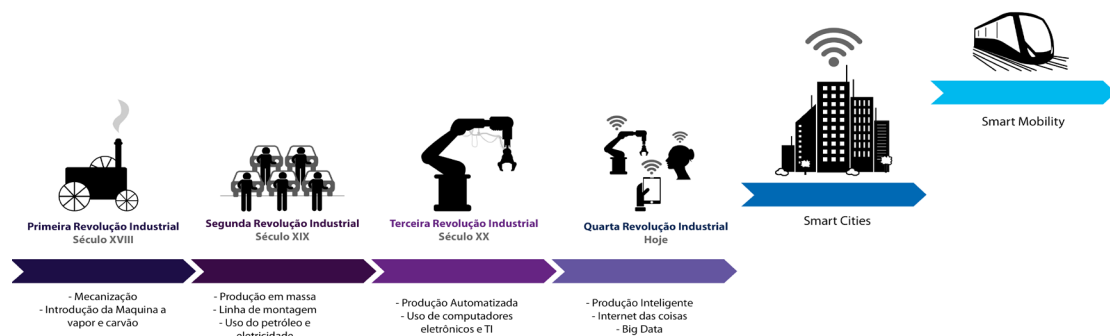 Primeira Revolução Industrial
Século XVIII
- Mecanização
- Introdução da Maquina a
vapor e carvão
Segunda Revolução Industrial
Século XIX
- Produção em massa
- Linha de montagem
- Uso do petróleo e
eletricidade
Terceira Revolução Industrial
Século XX
- Produção Automatizada
- Uso de computadores
eletrônicos e TI
Quarta Revolução Industrial
Hoje
- Produção Inteligente
- Internet das coisas
- Big Data
Smart Cities
Smart Mobility